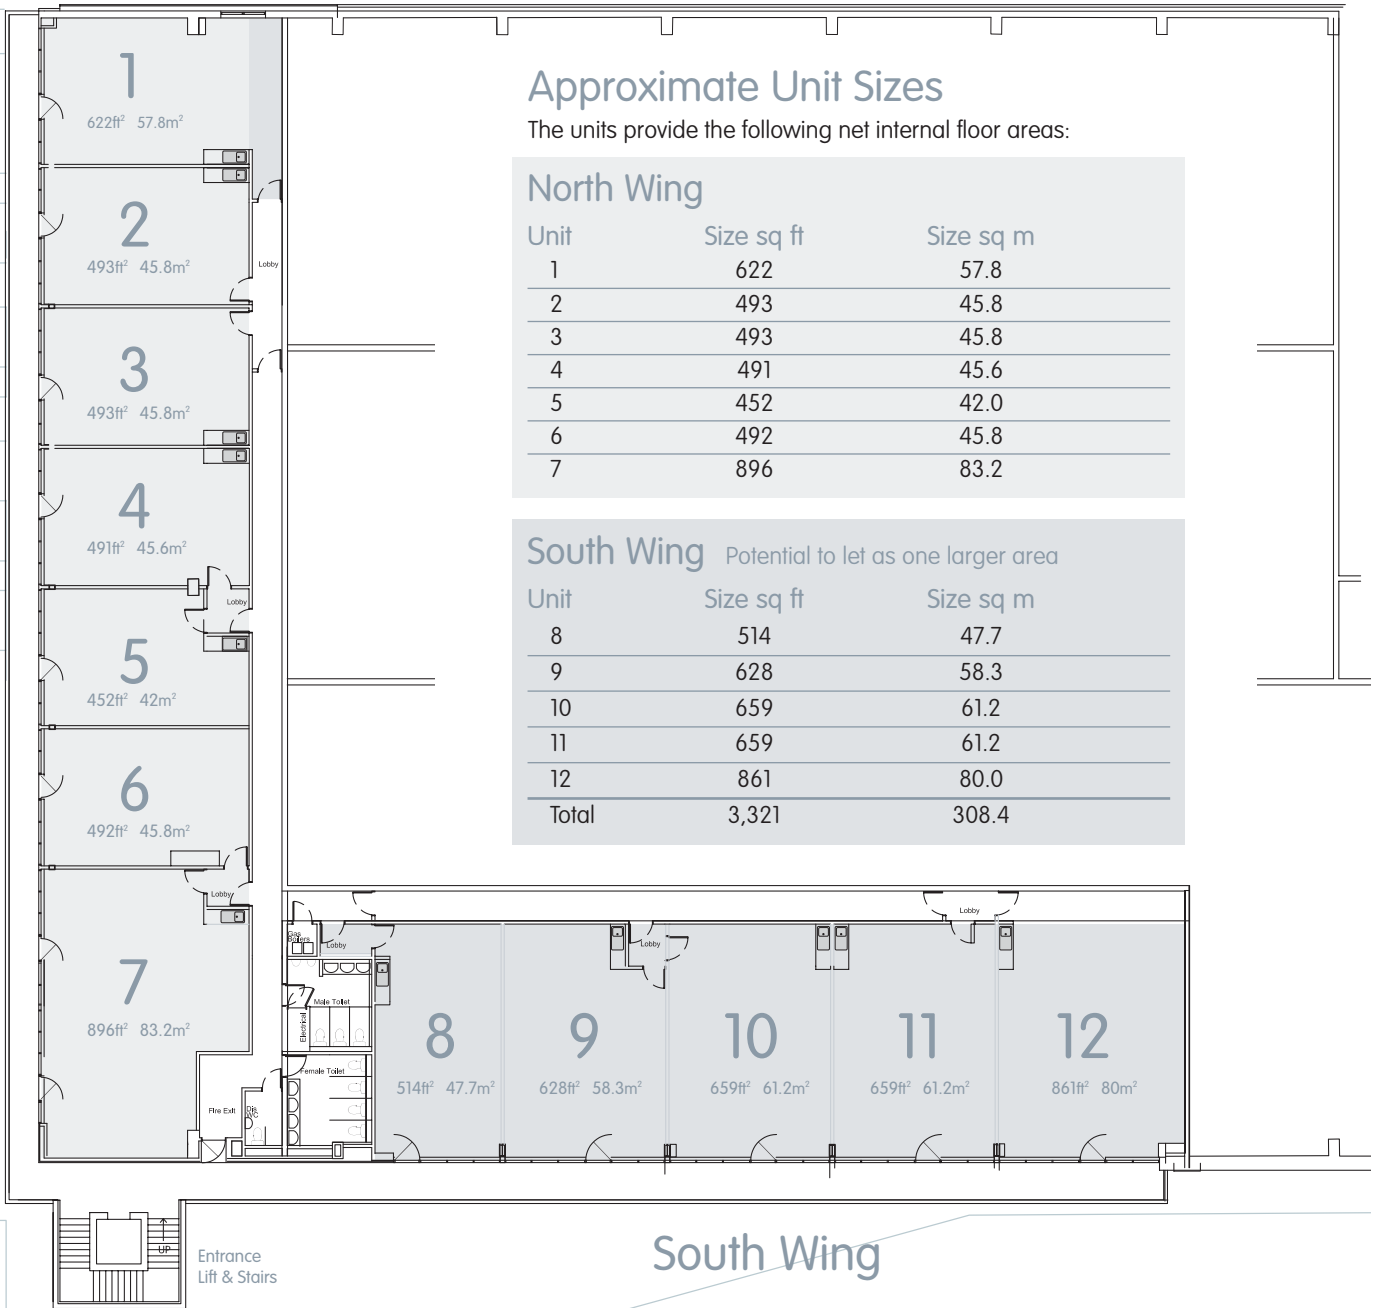 Approximate Unit Sizes
The units provide the following net internal floor areas:
North Wing
Unit Size sq ft Size sq m
1 622 57.8
2 493 45.8
3 493 45.8
4 491 45.6
5 452 42.0
6 492 45.8
7 896 83.2
South Wing Potential to let as one larger area
Unit Size sq ft Size sq m
8 514 47.7
9 628 58.3
10 659 61.2
11 659 61.2
12 861 80.0
Total 3,321 308.4
1
622ft² 57.8m²
2
493ft² 45.8m²
Lobby
3
493ft² 45.8m²
4
491ft² 45.6m²
Lobby
5
452ft² 42m²
6
492ft² 45.8m²
Lobby
7
896ft² 83.2m²
Fire Exit
Dis.
WC
Gas
Boilers
Lobby
Male Toilet
Electrical
Female Toilet
Lobby
Lobby
8
514ft² 47.7m²
9
628ft² 58.3m²
10
659ft² 61.2m²
11
659ft² 61.2m²
12
861ft² 80m²
UP
Entrance
Lift & Stairs
South Wing